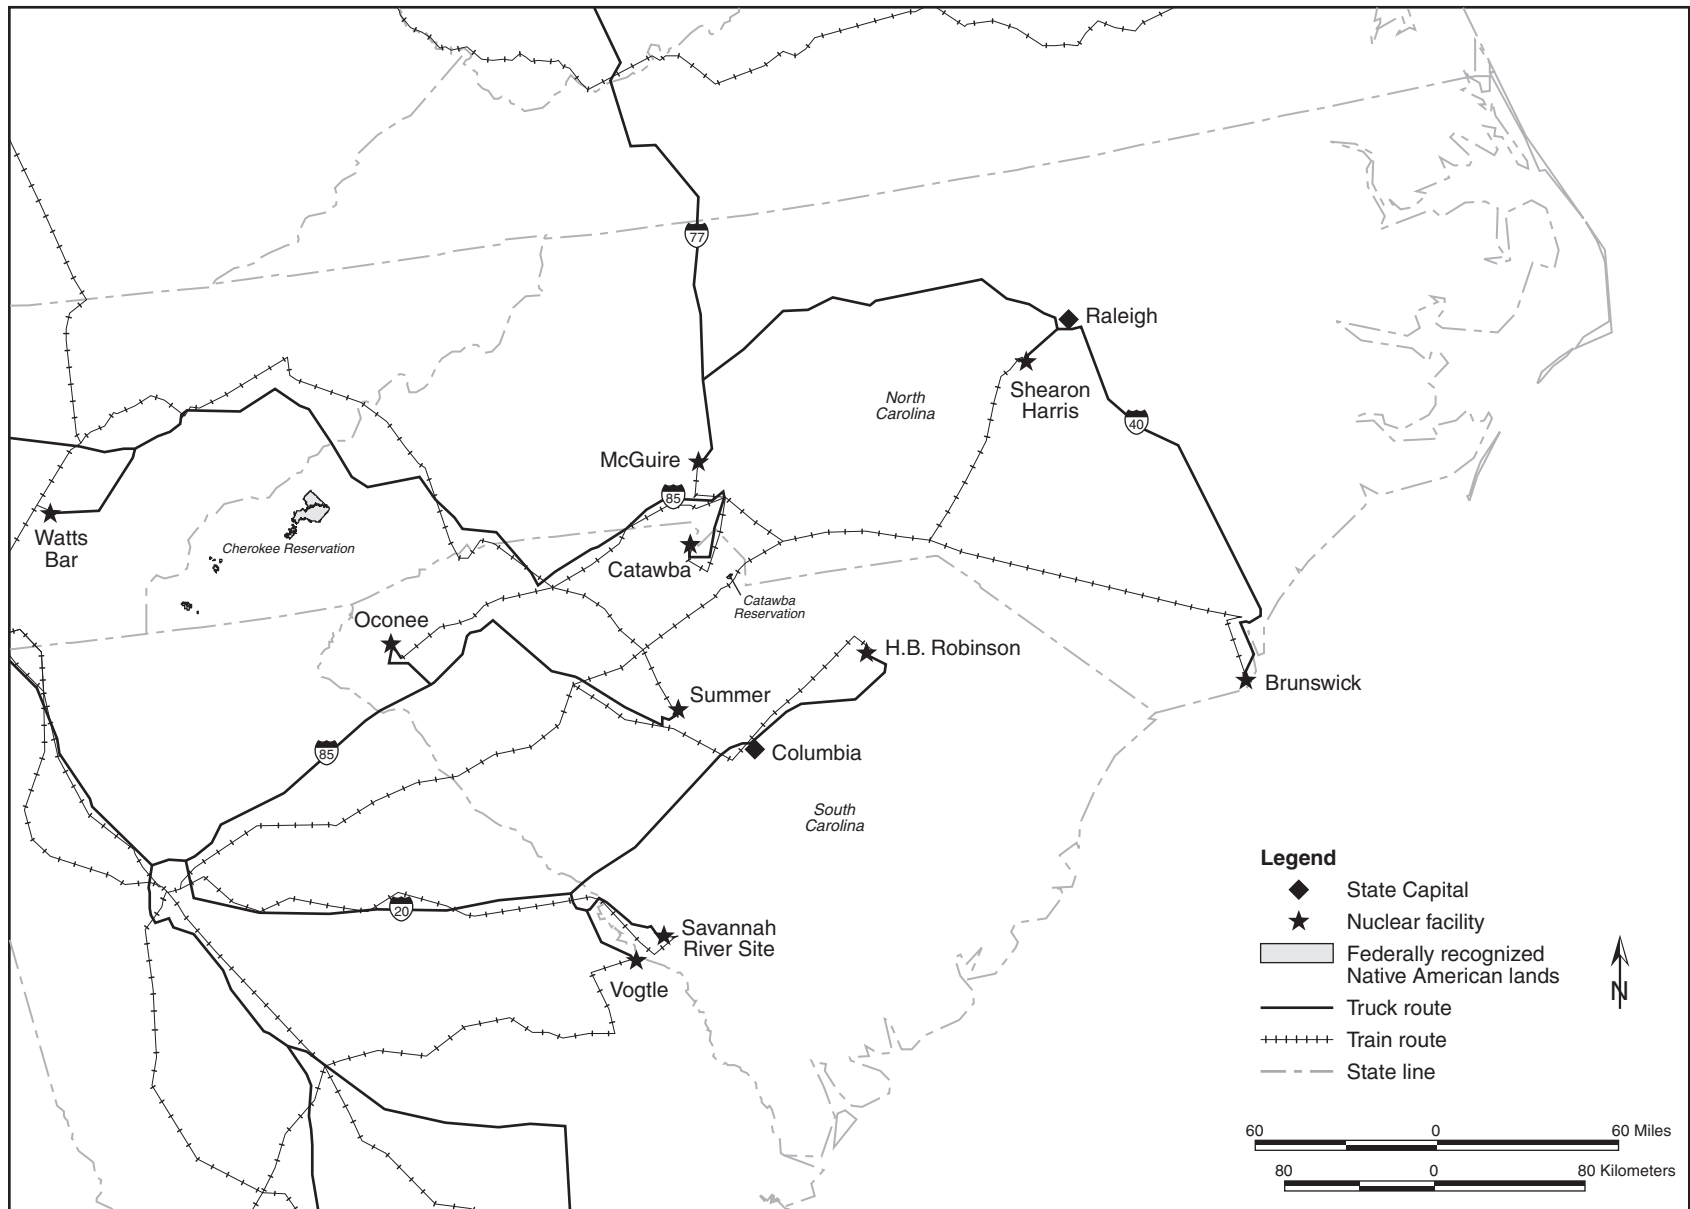 77
Raleigh
Shearon
Harris
North
Carolina
40
McGuire
85
Watts
Bar
Cherokee Reservation
Catawba
Catawba
Reservation
Oconee
H.B. Robinson
Summer
Brunswick
85
Columbia
South
Carolina
20
Savannah
River Site
Vogtle
Legend
State Capital
Nuclear facility
Federally recognized
Native American lands
Truck route
Train route
State line
N
60 0 60 Miles
80 0 80 Kilometers